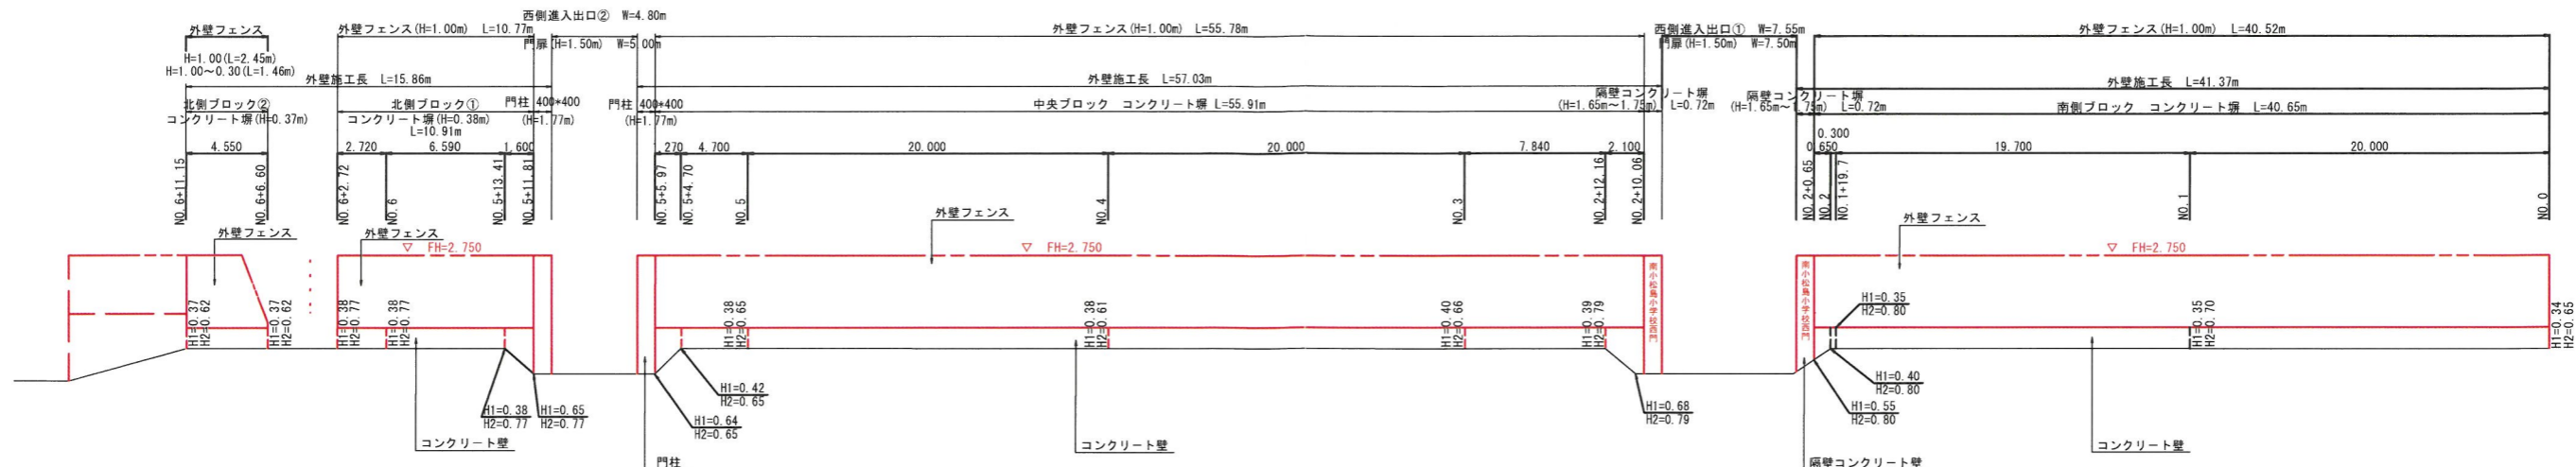 西側進入出口② W=4.80m
外壁フェンス
外壁フェンス(H=1.00m) L=10.77m
門扉(H=1.50m) W=5.00m
外壁フェンス(H=1.00m) L=55.78m
西側進入出口① W=7.55m
門扉(H=1.50m) W=7.50m
外壁フェンス(H=1.00m) L=40.52m
H=1.00(L=2.45m)
H=1.00～0.30(L=1.46m)
外壁施工長 L=15.86m
外壁施工長 L=57.03m
外壁施工長 L=41.37m
北側ブロック②
コンクリート塀(H=0.37m)
北側ブロック①
コンクリート塀(H=0.38m)
L=10.91m
門柱 400*400
(H=1.77m)
門柱 400*400
(H=1.77m)
中央ブロック コンクリート塀 L=55.91m
隔壁コンクリート塀
(H=1.65m～1.75m) L=0.72m
隔壁コンクリート塀
(H=1.65m～1.75m) L=0.72m
南側ブロック コンクリート塀 L=40.65m
4.550
2.720
6.590
1.600
270
4.700
20.000
20.000
7.840
2.100
0.300
0.650
19.700
20.000
NO.6+11.15
NO.6+6.60
NO.6+2.72
NO.6
NO.5+13.41
NO.5+11.81
NO.5+5.97
NO.5+4.70
NO.5
NO.4
NO.3
NO.2+12.16
NO.2+10.06
NO.2+0.65
NO.2
NO.1+19.7
NO.1
NO.0
外壁フェンス
外壁フェンス
外壁フェンス
外壁フェンス
▽ FH=2.750
▽ FH=2.750
▽ FH=2.750
南小松島小学校西門
南小松島小学校西門
H1=0.37
H2=0.62
H1=0.37
H2=0.62
H1=0.38
H2=0.77
H1=0.38
H2=0.77
H1=0.38
H2=0.65
H1=0.38
H2=0.61
H1=0.40
H2=0.66
H1=0.39
H2=0.79
H1=0.35
H2=0.80
H1=0.35
H2=0.70
H1=0.34
H2=0.65
H1=0.38
H2=0.77
H1=0.65
H2=0.77
H1=0.42
H2=0.65
H1=0.64
H2=0.65
H1=0.68
H2=0.79
H1=0.40
H2=0.80
H1=0.55
H2=0.80
コンクリート壁
コンクリート壁
コンクリート壁
門柱
隔壁コンクリート壁